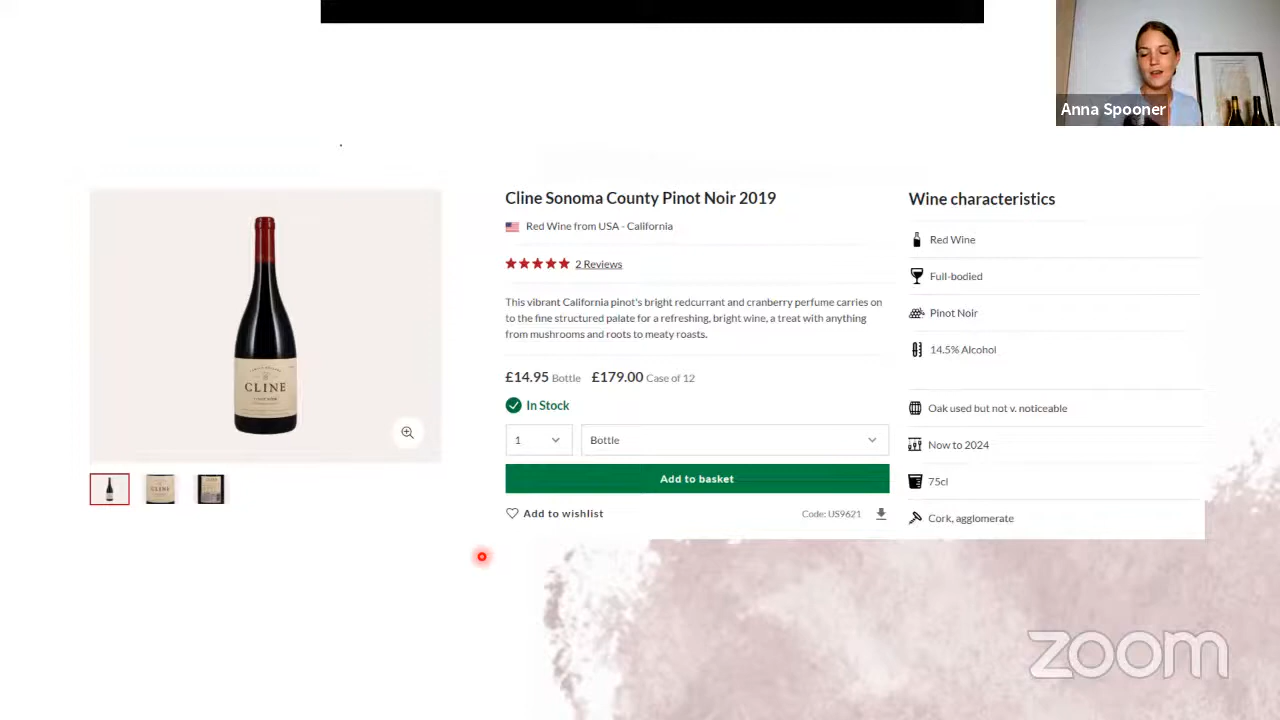 Anna Spooner
Cline Sonoma County Pinot Noir 2019
Red Wine from USA - California
2 Reviews
This vibrant California pinot's bright redcurrant and cranberry perfume carries on
to the fine structured palate for a refreshing, bright wine, a treat with anything
from mushrooms and roots to meaty roasts.
£14.95 Bottle £179.00 Case of 12
In Stock
1 Bottle
Add to basket
Add to wishlist Code: US9621
Wine characteristics
Red Wine
Full-bodied
Pinot Noir
14.5% Alcohol
Oak used but not v. noticeable
Now to 2024
75cl
Cork, agglomerate
CLINE
PINOT NOIR
zoom